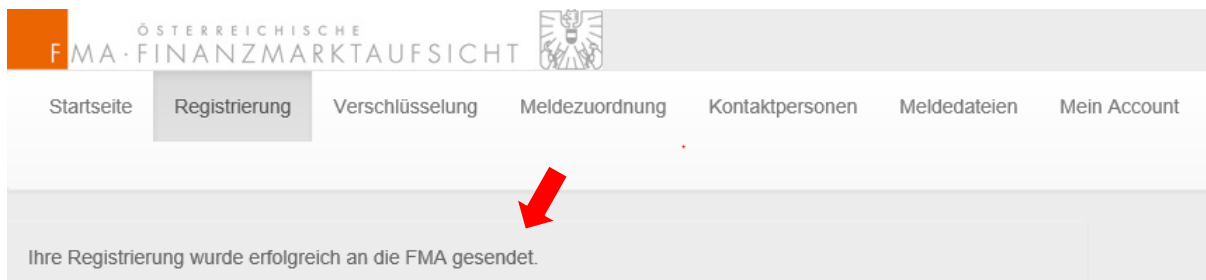 ÖSTERREICHISCHE
FMA · FINANZMARKTAUFSICHT
Startseite Registrierung Verschlüsselung Meldezuordnung Kontaktpersonen Meldedateien Mein Account
Ihre Registrierung wurde erfolgreich an die FMA gesendet.